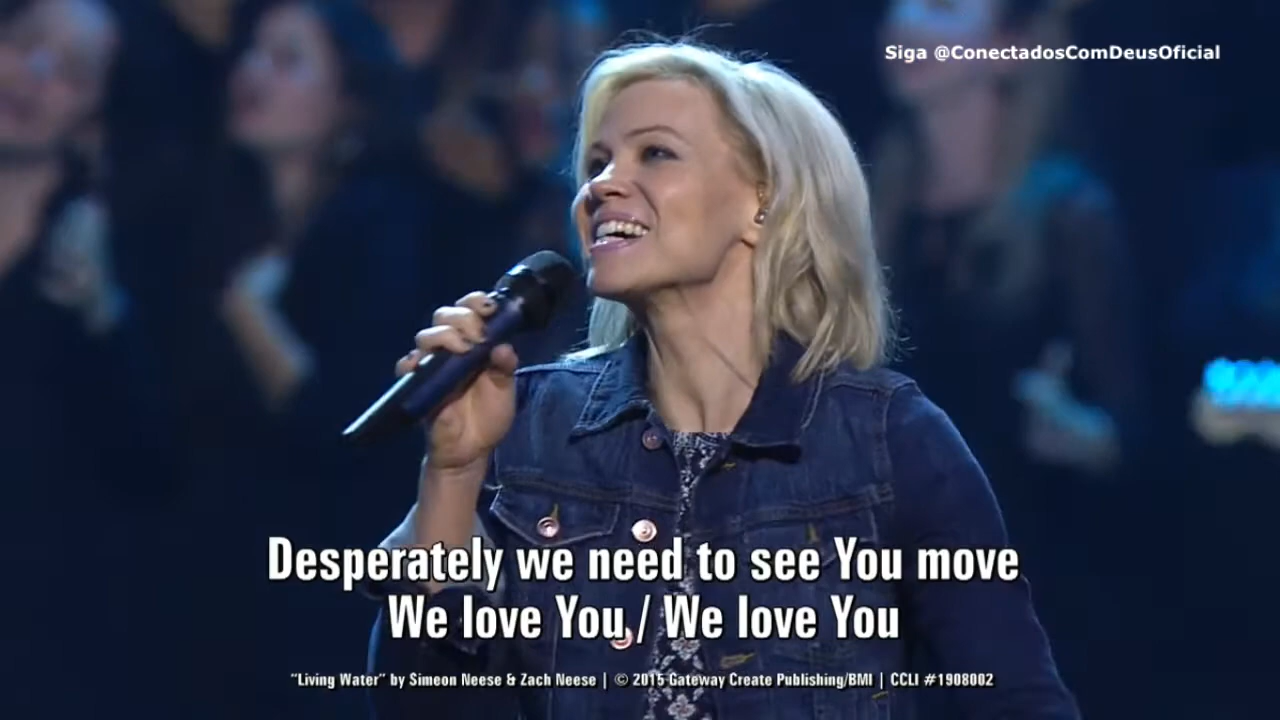 Siga @ConectadosComDeusOficial
Desperately we need to see You move
We love You / We love You
"Living Water" by Simeon Neese & Zach Neese | © 2015 Gateway Create Publishing/BMI | CCLI #1908002